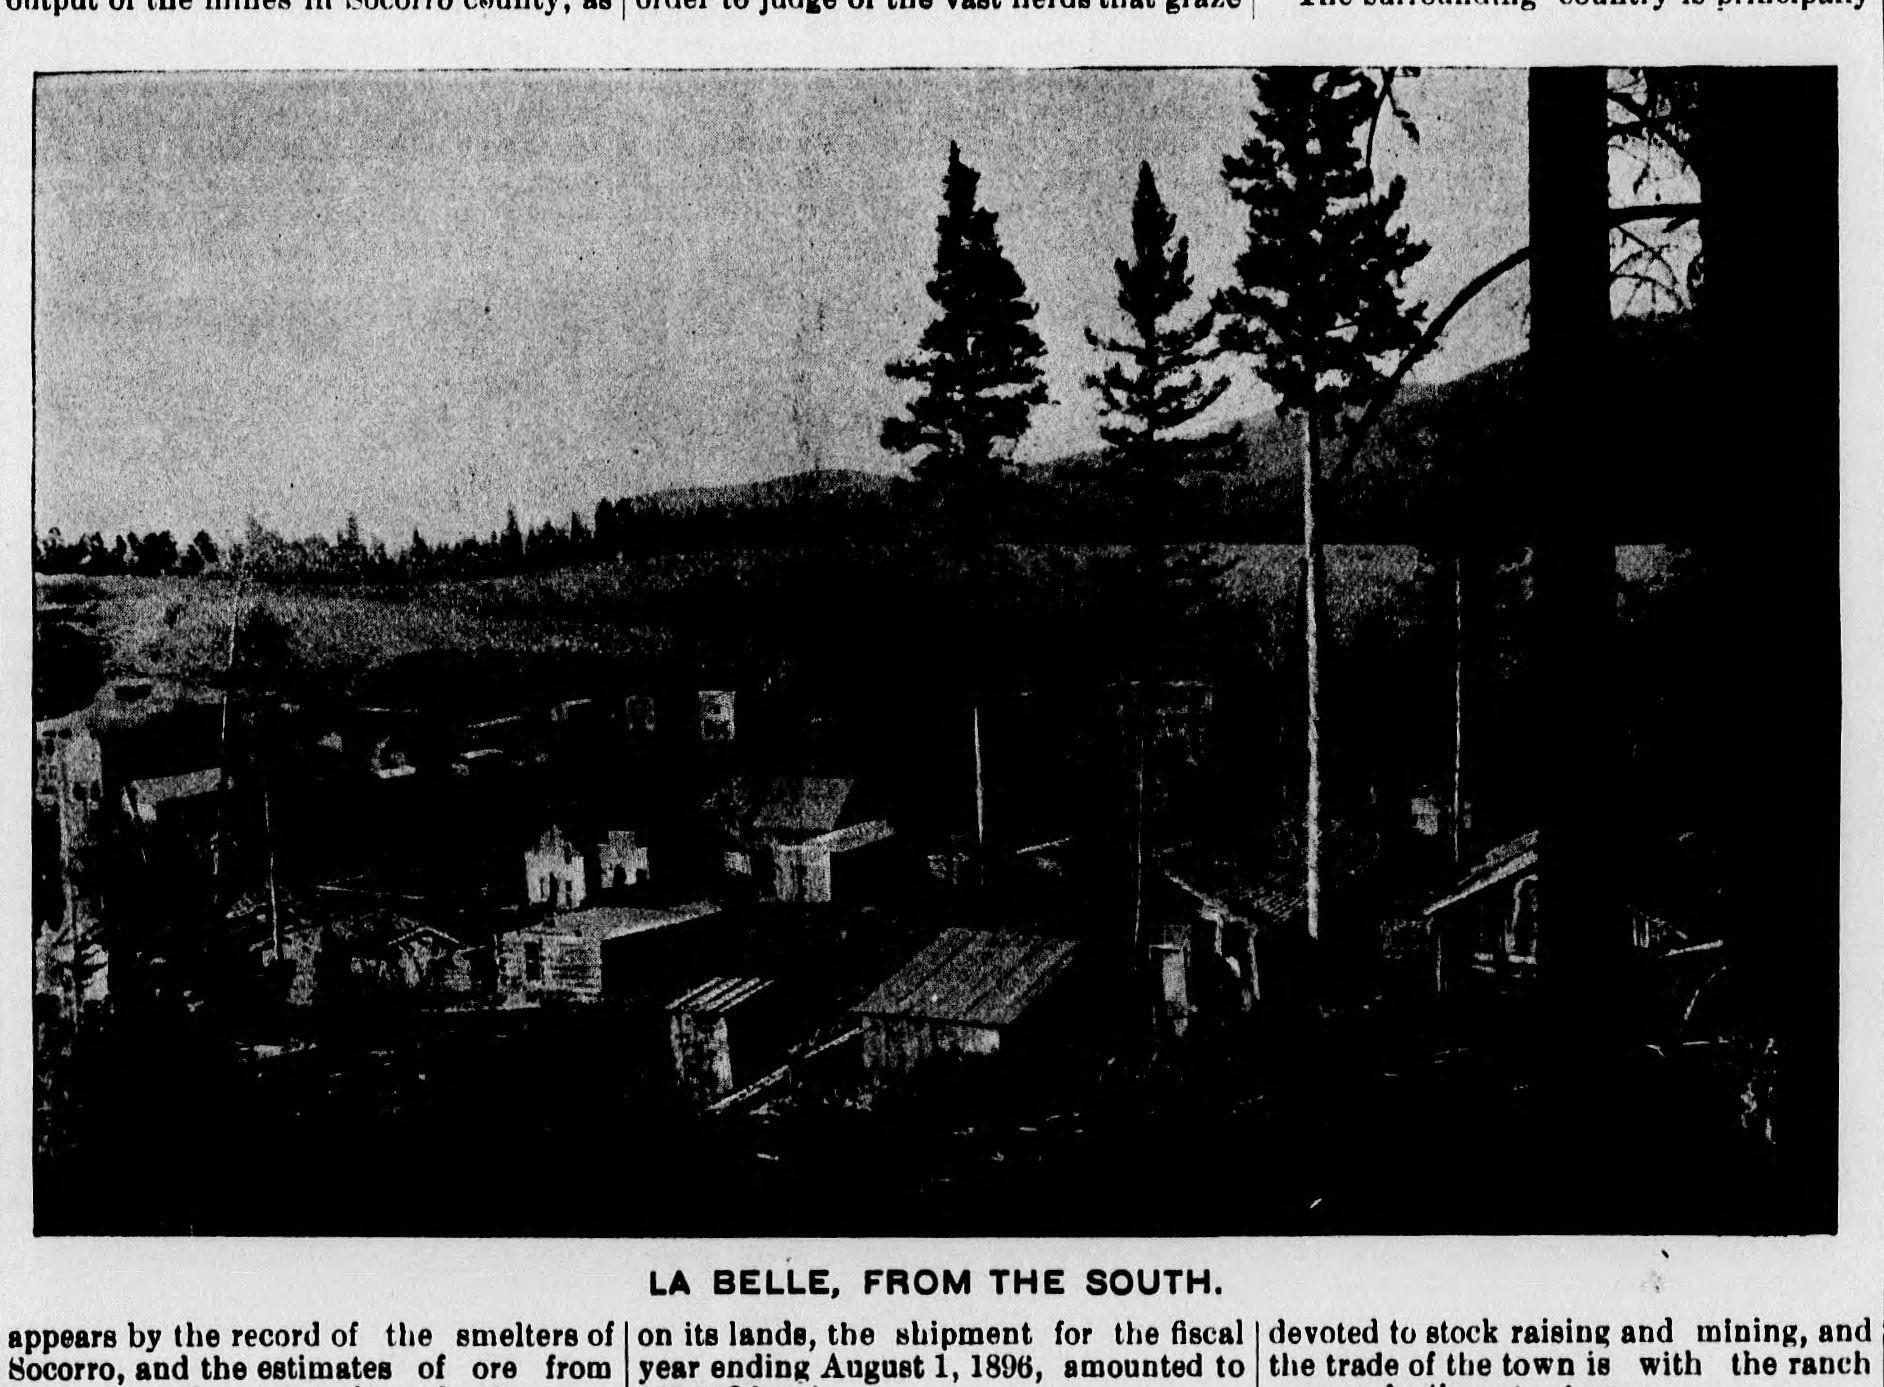 output of the mines in Socorro county, as
order to judge of the vast herds that graze
The surrounding country is principally
LA BELLE, FROM THE SOUTH.
appears by the record of the smelters of
Socorro, and the estimates of ore from
on its lands, the shipment for the fiscal
year ending August 1, 1896, amounted to
devoted to stock raising and mining, and
the trade of the town is with the ranch